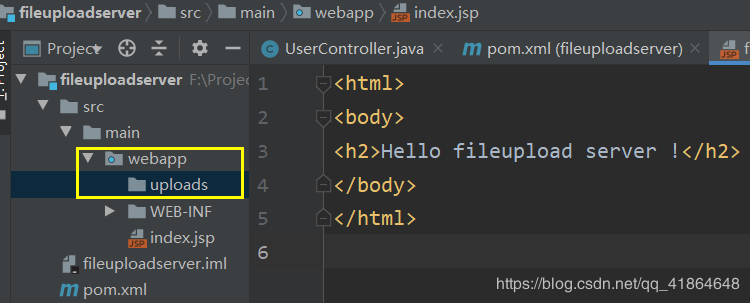 fileuploadserver src main webapp index.jsp
Project UserController.java pom.xml (fileuploadserver)
fileuploadserver F:\Projec
src
main
webapp
uploads
WEB-INF
index.jsp
fileuploadserver.iml
pom.xml
1 <html>
2 <body>
3 <h2>Hello fileupload server !</h2>
4 </body>
5 </html>
6
https://blog.csdn.net/qq_41864648